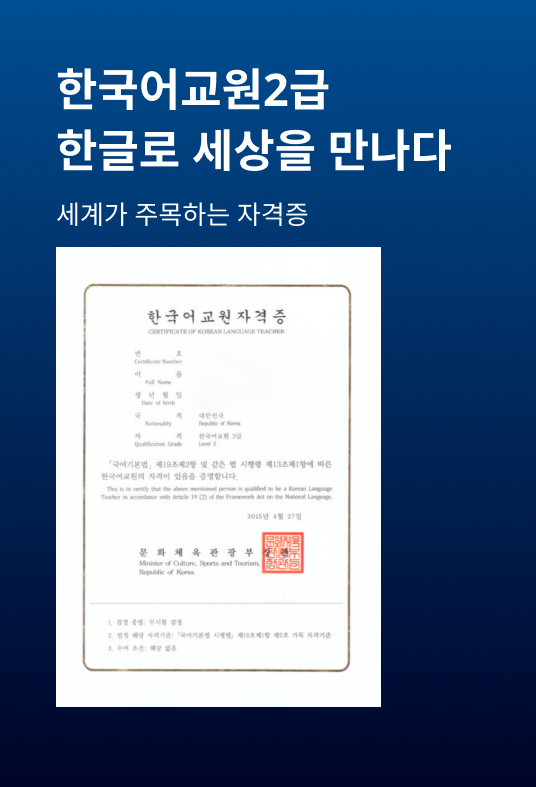 한국어교원2급
한글로 세상을 만나다
세계가 주목하는 자격증
한국어교원자격증
CERTIFICATE OF KOREAN LANGUAGE TEACHER
번 호
Certificate Number
이 름
Full Name
생 년 월 일
Date of birth
국 적 대한민국
Nationality Republic of Korea
자 격 한국어교원 2급
Qualification Grade Level 2
「국어기본법」 제19조제2항 및 같은 법 시행령 제13조제1항에 따른
한국어교원의 자격이 있음을 증명합니다.
This is to certify that the above mentioned person is qualified to be a Korean Language
Teacher in accordance with Article 19 (2) of the Framework Act on the National Language.
2015년 4월 27일
문 화 체 육 관 광 부 장 관
Minister of Culture, Sports and Tourism,
Republic of Korea
1. 검정 종별: 무시험 검정
2. 법정 해당 자격기준: 「국어기본법 시행령」 제13조제1항 제2호 가목 자격기준
3. 수여 조건: 해당 없음